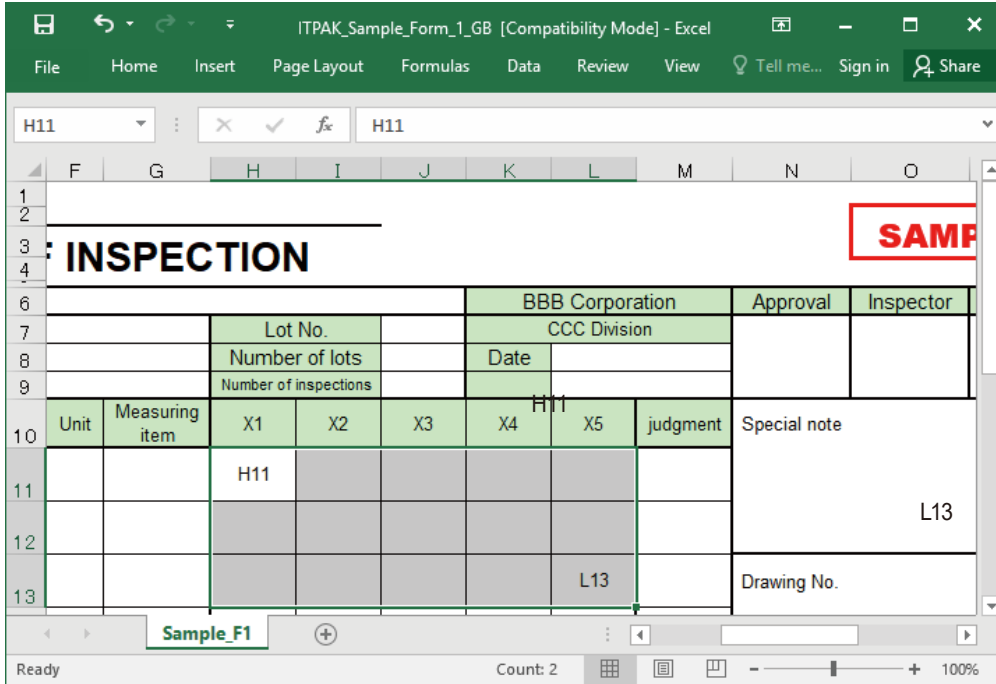 ITPAK_Sample_Form_1_GB [Compatibility Mode] - Excel
File Home Insert Page Layout Formulas Data Review View Tell me... Sign in Share
H11 fx H11
F G H I J K L M N O
1
2
3 INSPECTION SAMP
4
6 BBB Corporation Approval Inspector
7 Lot No. CCC Division
8 Number of lots Date
9 Number of inspections
H11
10 Unit Measuring item X1 X2 X3 X4 X5 judgment Special note
11 H11
L13
12
13 L13 Drawing No.
Sample_F1
Ready Count: 2 100%